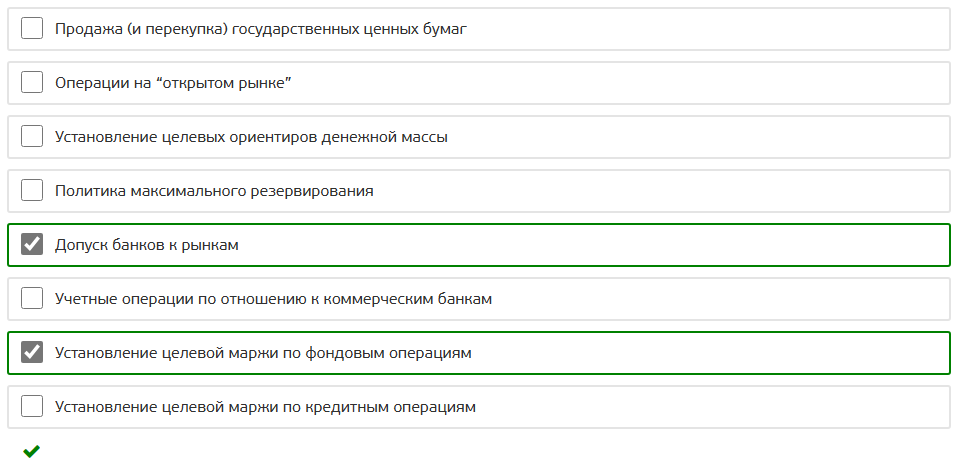 Продажа (и перекупка) государственных ценных бумаг
Операции на “открытом рынке”
Установление целевых ориентиров денежной массы
Политика максимального резервирования
Допуск банков к рынкам
Учетные операции по отношению к коммерческим банкам
Установление целевой маржи по фондовым операциям
Установление целевой маржи по кредитным операциям